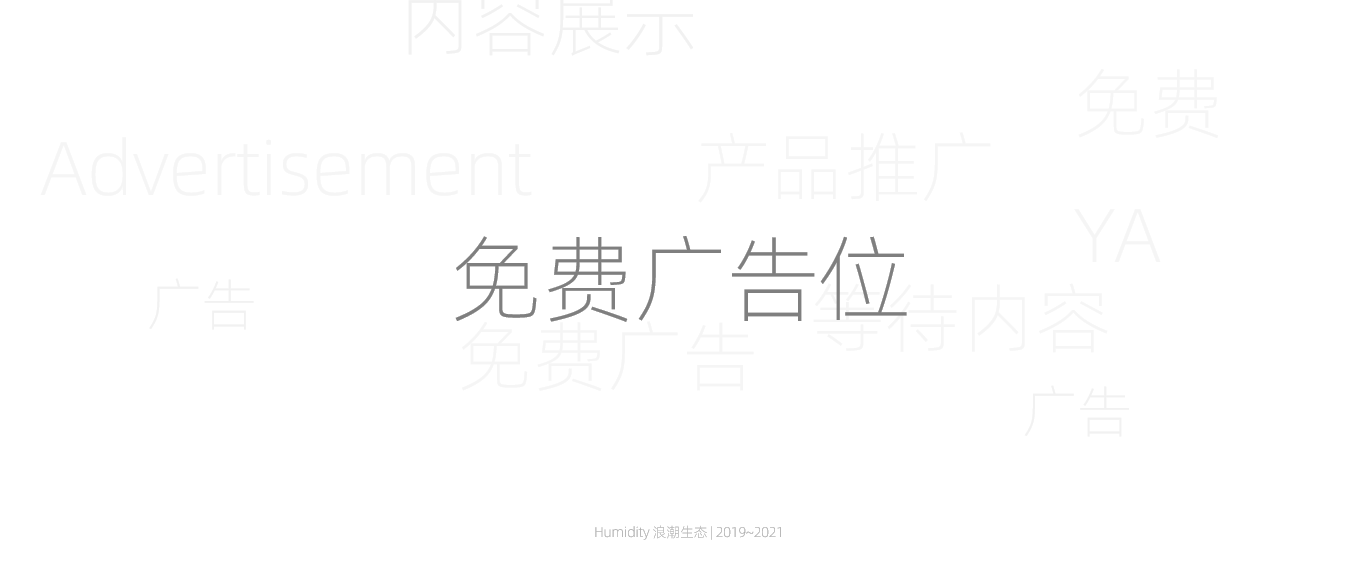 内容展示
免费
Advertisement
产品推广
YA
免费广告位
广告
等待内容
免费广告
广告
Humidity 浪潮生态 | 2019~2021